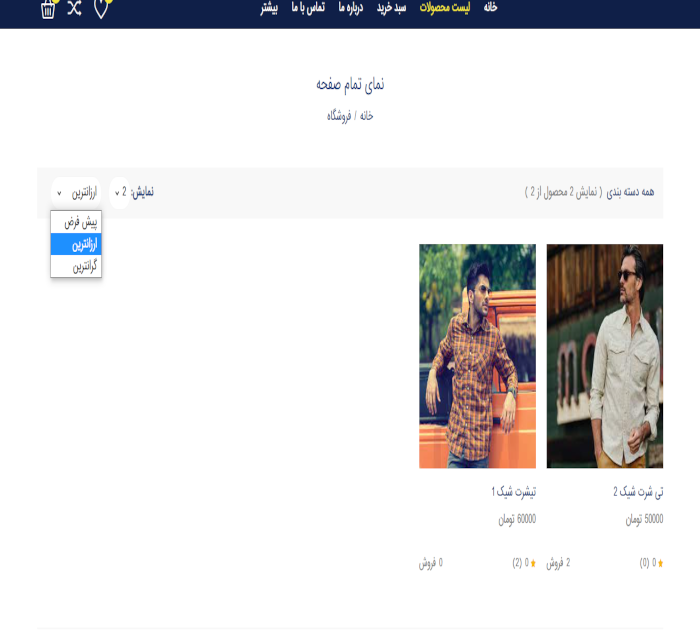 خانه لیست محصولات سبد خرید درباره ما تماس با ما بیشتر
نمای تمام صفحه
خانه / فروشگاه
همه دسته بندی ( نمایش 2 محصول از 2 ) نمایش: 2 ارزانترین
پیش فرض
ارزانترین
گرانترین
تی شرت شیک 2
50000 تومان
0 (0) 2 فروش
تیشرت شیک 1
60000 تومان
0 (2) 0 فروش